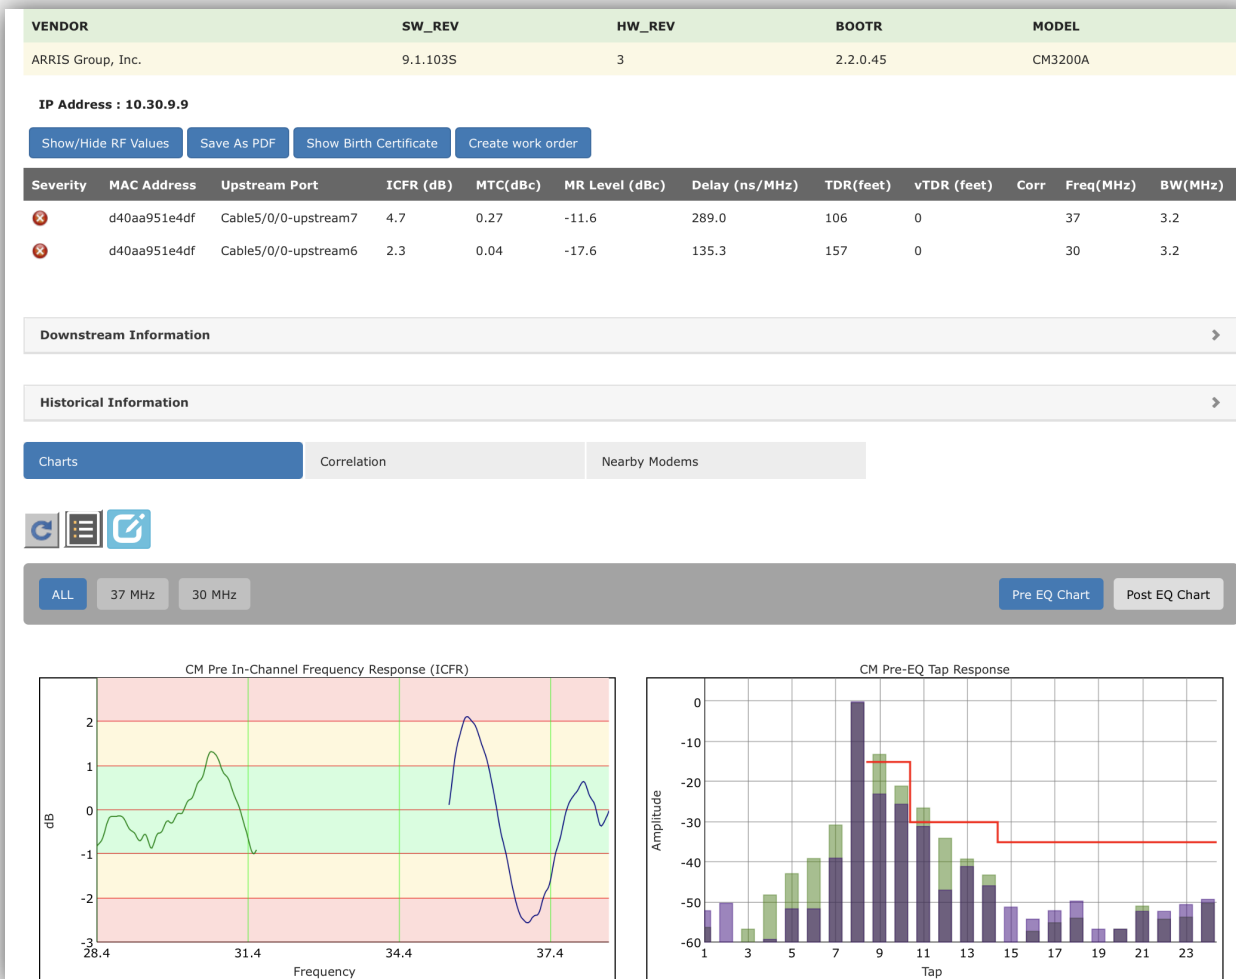 VENDOR SW_REV HW_REV BOOTR MODEL
ARRIS Group, Inc. 9.1.103S 3 2.2.0.45 CM3200A
IP Address : 10.30.9.9
Show/Hide RF Values Save As PDF Show Birth Certificate Create work order
Severity MAC Address Upstream Port ICFR (dB) MTC(dBc) MR Level (dBc) Delay (ns/MHz) TDR(feet) vTDR (feet) Corr Freq(MHz) BW(MHz)
d40aa951e4df Cable5/0/0-upstream7 4.7 0.27 -11.6 289.0 106 0 37 3.2
d40aa951e4df Cable5/0/0-upstream6 2.3 0.04 -17.6 135.3 157 0 30 3.2
Downstream Information
Historical Information
Charts Correlation Nearby Modems
ALL 37 MHz 30 MHz Pre EQ Chart Post EQ Chart
CM Pre In-Channel Frequency Response (ICFR)
dB
2
1
0
-1
-2
-3
28.4 31.4 34.4 37.4
Frequency
CM Pre-EQ Tap Response
Amplitude
0
-10
-20
-30
-40
-50
-60
1 3 5 7 9 11 13 15 17 19 21 23
Tap